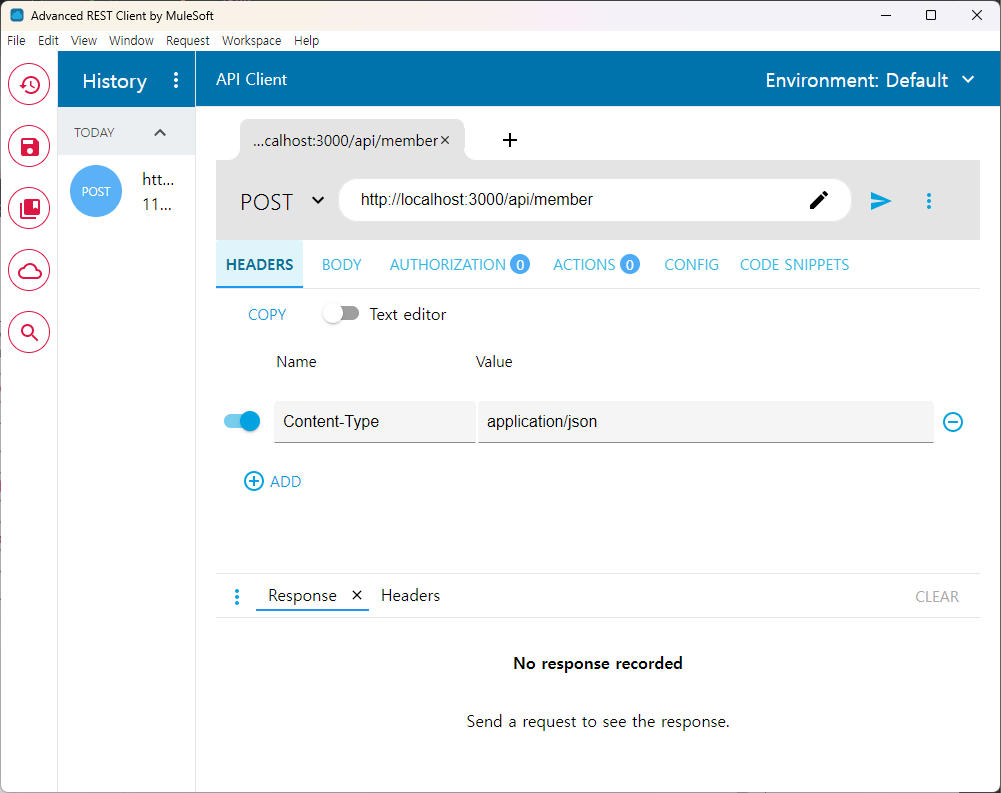 Advanced REST Client by MuleSoft
File Edit View Window Request Workspace Help
History
API Client
Environment: Default
TODAY
...calhost:3000/api/member
POST
htt...
11...
POST
http://localhost:3000/api/member
HEADERS BODY AUTHORIZATION 0 ACTIONS 0 CONFIG CODE SNIPPETS
COPY Text editor
Name Value
Content-Type application/json
ADD
Response Headers CLEAR
No response recorded
Send a request to see the response.